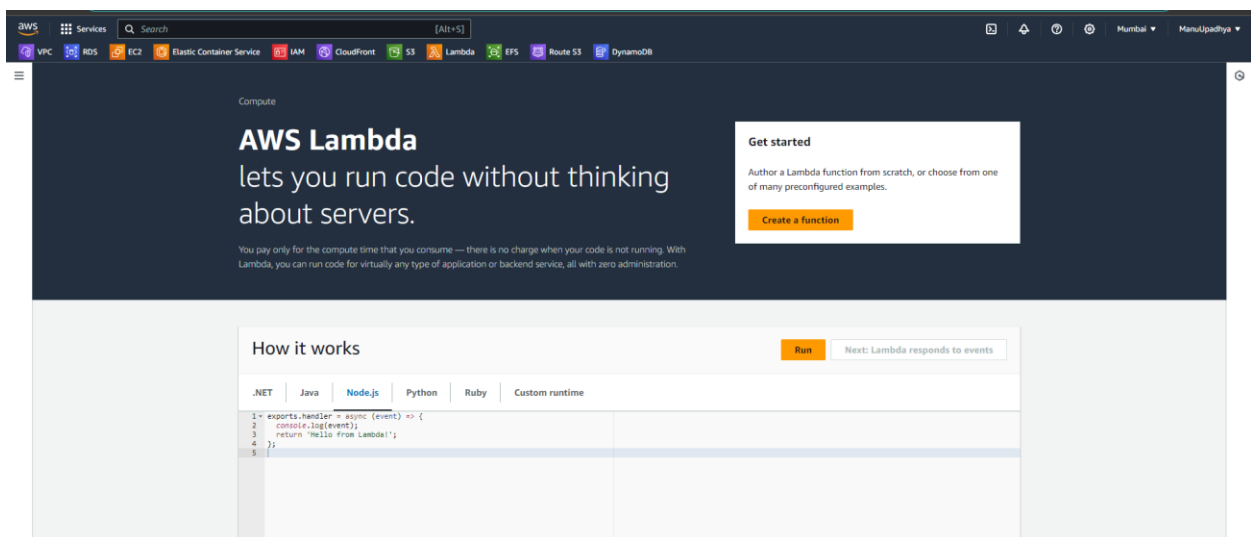 aws Services Search [Alt+S] Mumbai ▼ ManuUpadhya ▼
VPC RDS EC2 Elastic Container Service IAM CloudFront S3 Lambda EFS Route 53 DynamoDB
Compute
AWS Lambda
lets you run code without thinking
about servers.
You pay only for the compute time that you consume — there is no charge when your code is not running. With
Lambda, you can run code for virtually any type of application or backend service, all with zero administration.
Get started
Author a Lambda function from scratch, or choose from one
of many preconfigured examples.
Create a function
How it works
Run Next: Lambda responds to events
.NET Java Node.js Python Ruby Custom runtime
1 exports.handler = async (event) => {
2 console.log(event);
3 return 'Hello from Lambda!';
4 };
5